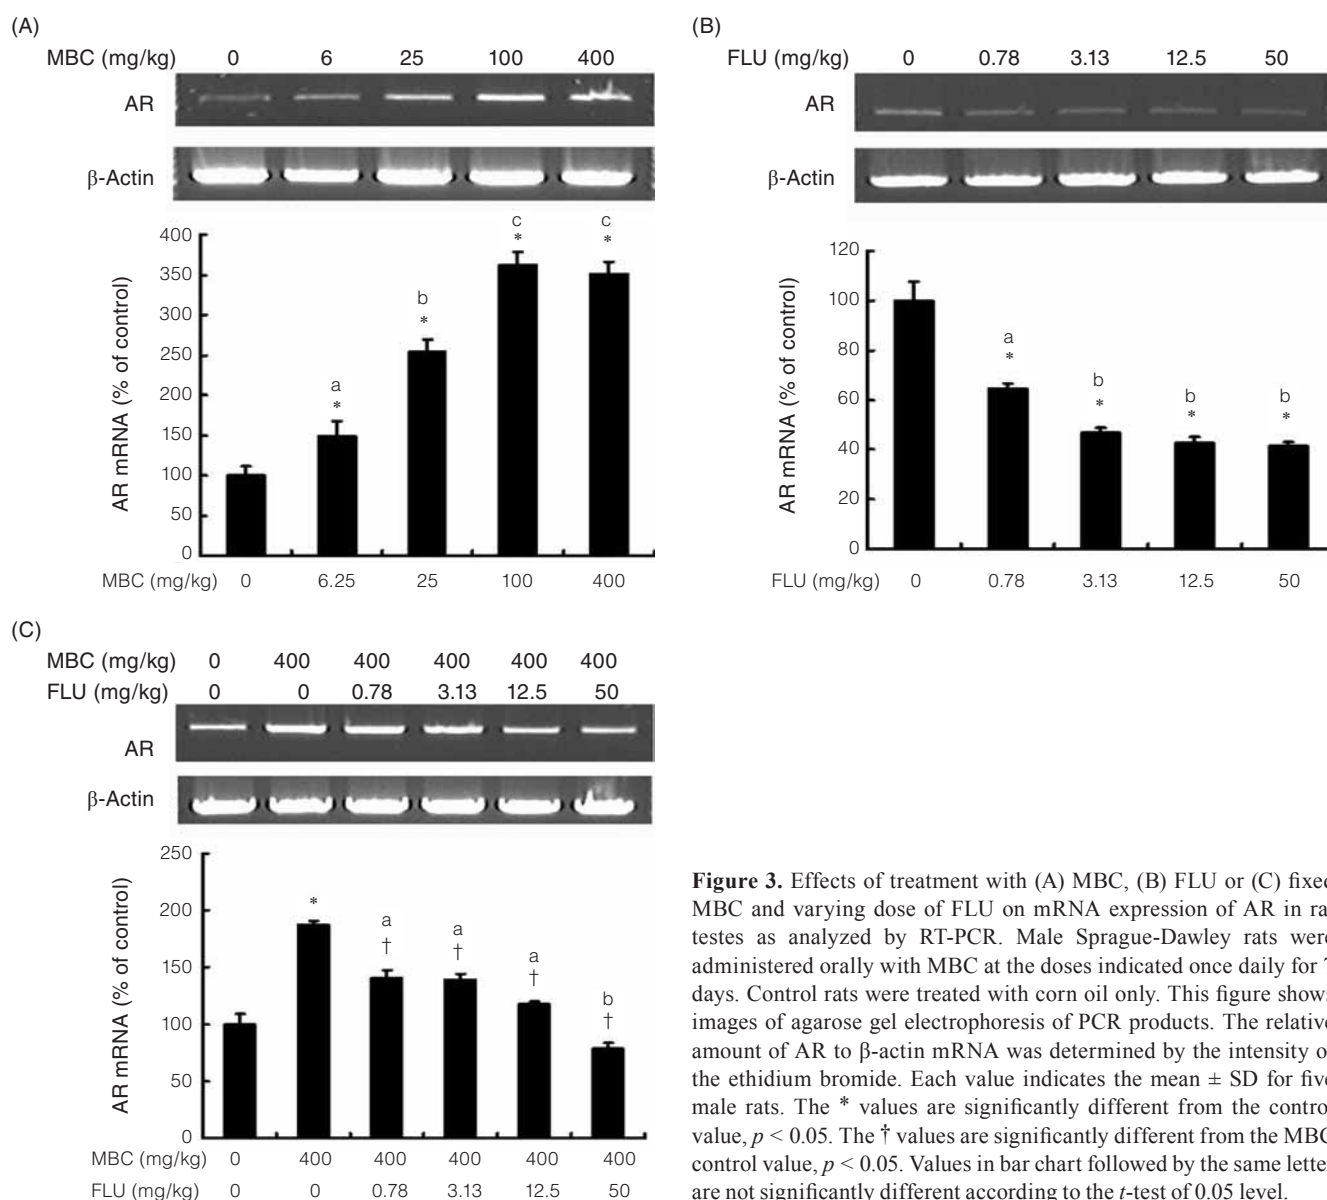 (A)
MBC (mg/kg) 0 6 25 100 400
AR
β-Actin
400
350
300
250
200
150
100
50
0
AR mRNA (% of control)
a
*
b
*
c
*
c
*
MBC (mg/kg) 0 6.25 25 100 400
(B)
FLU (mg/kg) 0 0.78 3.13 12.5 50
AR
β-Actin
120
100
80
60
40
20
0
AR mRNA (% of control)
a
*
b
*
b
*
b
*
FLU (mg/kg) 0 0.78 3.13 12.5 50
(C)
MBC (mg/kg) 0 400 400 400 400 400
FLU (mg/kg) 0 0 0.78 3.13 12.5 50
AR
β-Actin
250
200
150
100
50
0
AR mRNA (% of control)
*
a
†
a
†
a
†
b
†
MBC (mg/kg) 0 400 400 400 400 400
FLU (mg/kg) 0 0 0.78 3.13 12.5 50
Figure 3. Effects of treatment with (A) MBC, (B) FLU or (C) fixed
MBC and varying dose of FLU on mRNA expression of AR in ra
testes as analyzed by RT-PCR. Male Sprague-Dawley rats were
administered orally with MBC at the doses indicated once daily for 7
days. Control rats were treated with corn oil only. This figure shows
images of agarose gel electrophoresis of PCR products. The relative
amount of AR to β-actin mRNA was determined by the intensity o
the ethidium bromide. Each value indicates the mean ± SD for five
male rats. The * values are significantly different from the contro
value, p < 0.05. The † values are significantly different from the MBC
control value, p < 0.05. Values in bar chart followed by the same lette
are not significantly different according to the t-test of 0.05 level.